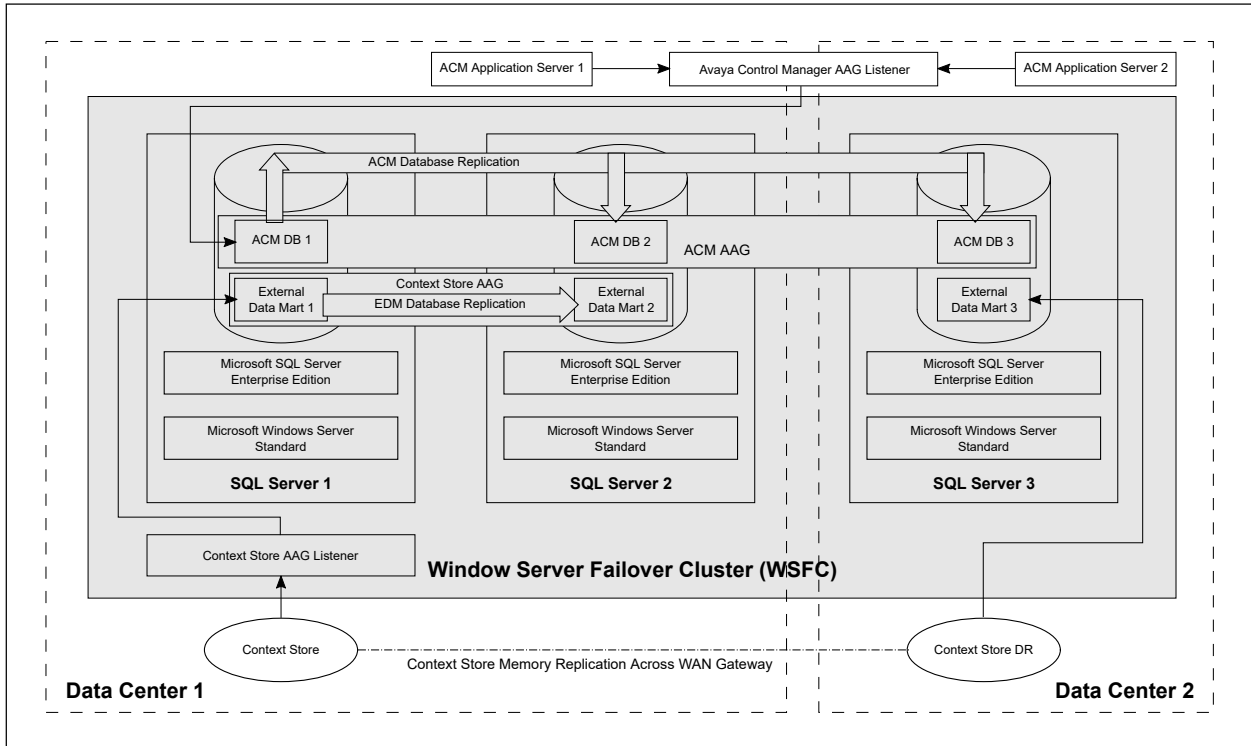 ACM Application Server 1
Avaya Control Manager AAG Listener
ACM Application Server 2
ACM Database Replication
ACM DB 1
ACM DB 2
ACM DB 3
ACM AAG
Context Store AAG
External
Data Mart 1
EDM Database Replication
External
Data Mart 2
External
Data Mart 3
Microsoft SQL Server
Enterprise Edition
Microsoft SQL Server
Enterprise Edition
Microsoft SQL Server
Enterprise Edition
Microsoft Windows Server
Standard
Microsoft Windows Server
Standard
Microsoft Windows Server
Standard
SQL Server 1
SQL Server 2
SQL Server 3
Context Store AAG Listener
Window Server Failover Cluster (WSFC)
Context Store
Context Store Memory Replication Across WAN Gateway
Context Store DR
Data Center 1
Data Center 2